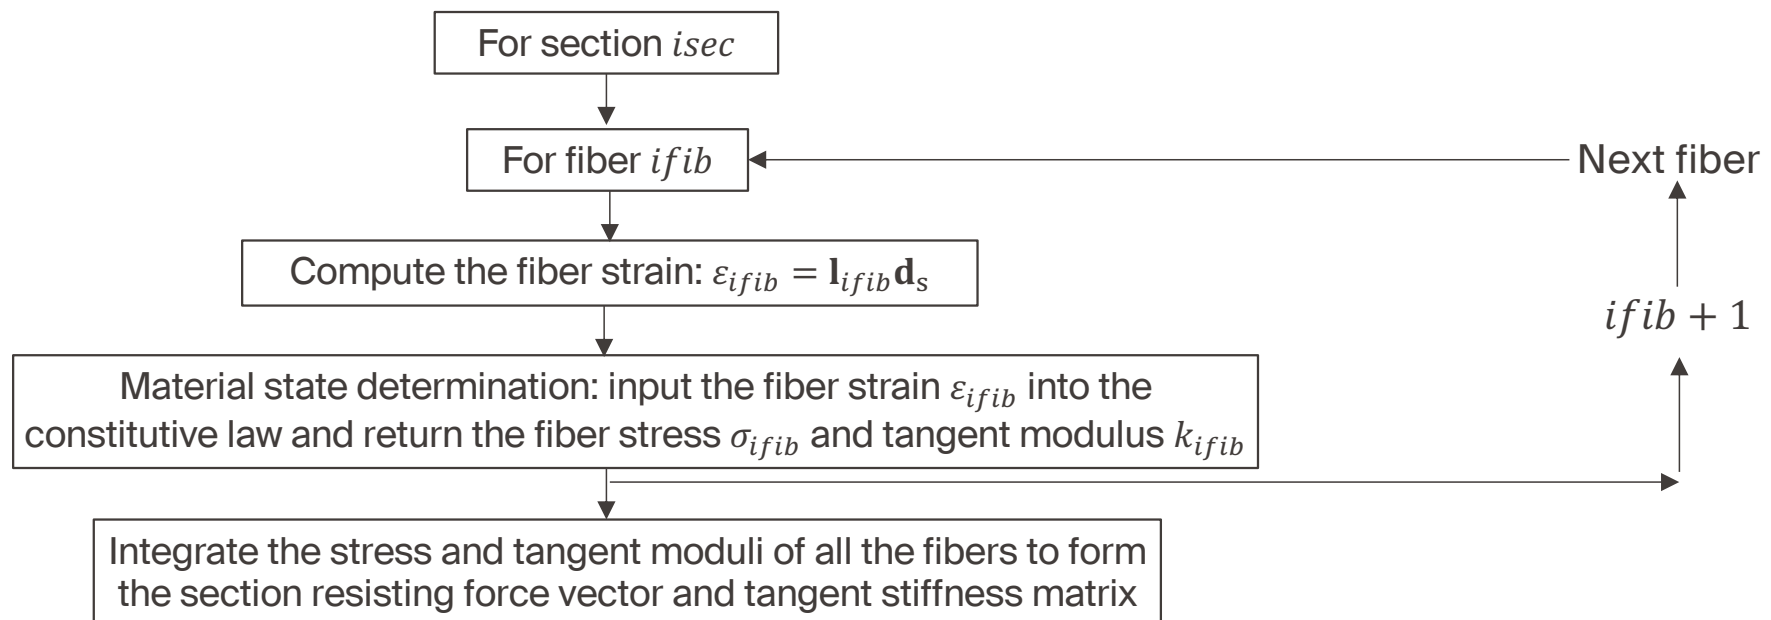 For section isec
For fiber ifib
Next fiber
Compute the fiber strain: ε_ifib = l_ifib d_s
ifib + 1
Material state determination: input the fiber strain ε_ifib into the
constitutive law and return the fiber stress σ_ifib and tangent modulus k_ifib
Integrate the stress and tangent moduli of all the fibers to form
the section resisting force vector and tangent stiffness matrix